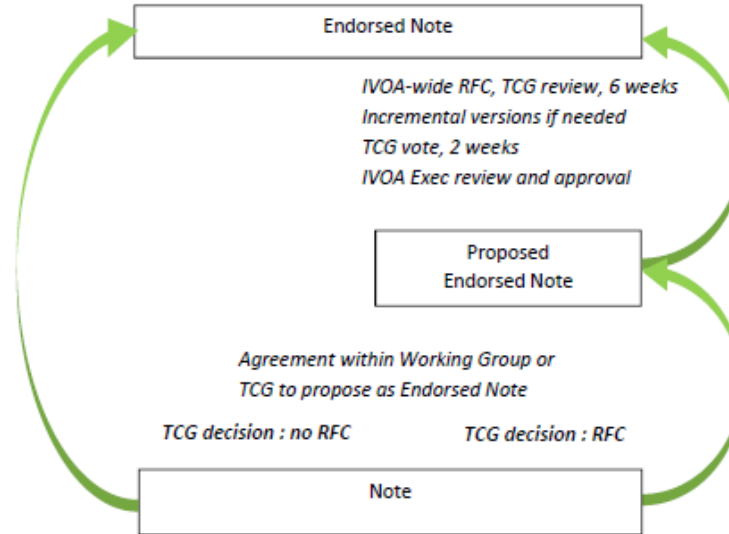 Endorsed Note
IVOA-wide RFC, TCG review, 6 weeks
Incremental versions if needed
TCG vote, 2 weeks
IVOA Exec review and approval
Proposed
Endorsed Note
Agreement within Working Group or
TCG to propose as Endorsed Note
TCG decision : no RFC
TCG decision : RFC
Note